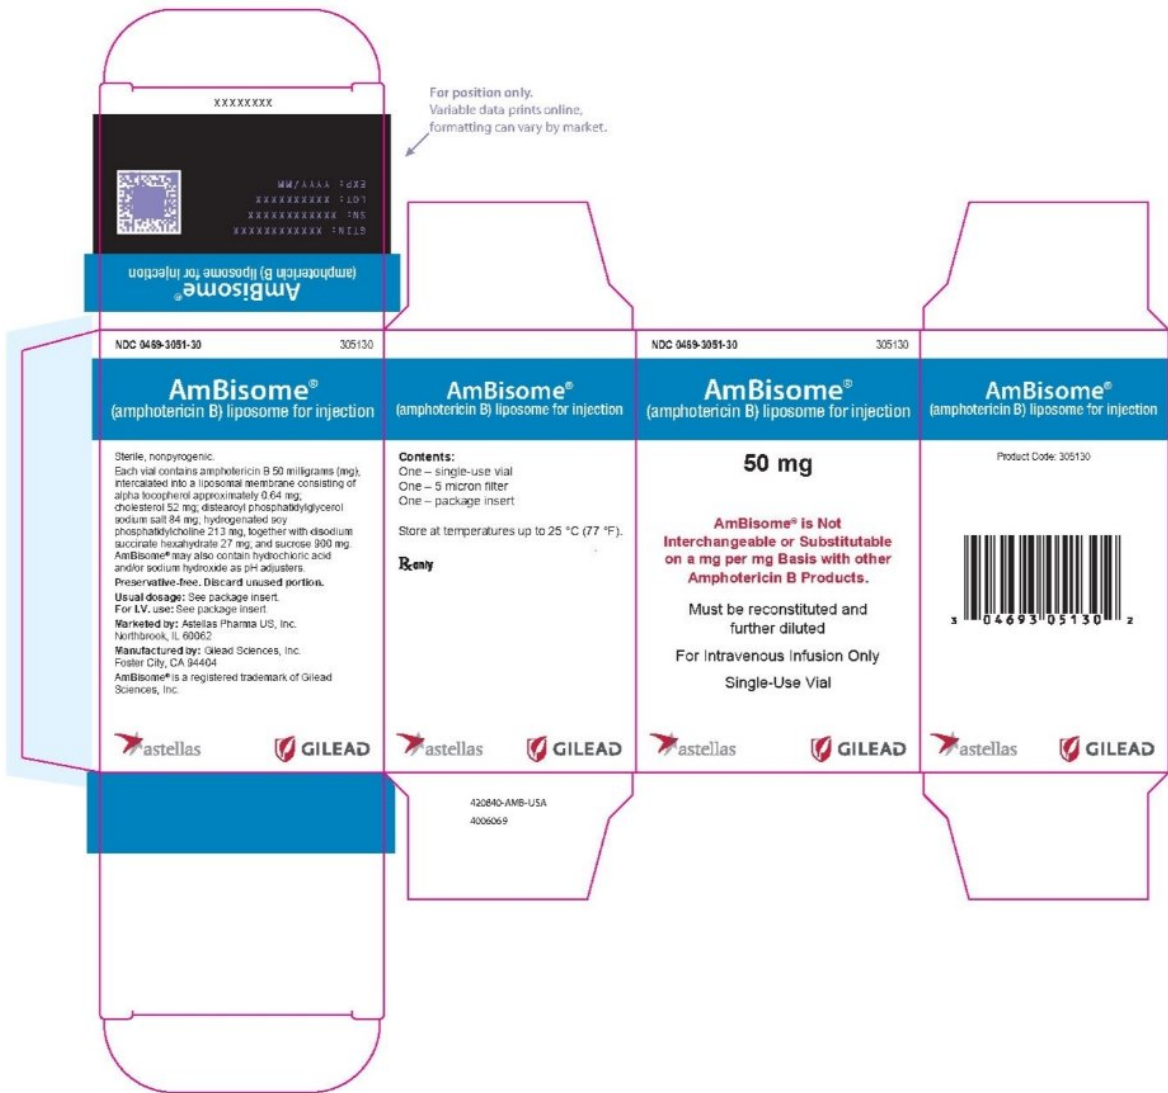 XXXXXXXX
For position only.
Variable data prints online,
formatting can vary by market.
GTIN: XXXXXXXXXXXXXX
SN: XXXXXXXXXXXX
LOT: XXXXXXXXXX
EXP: YYYY/MM
AmBisome®
(amphotericin B) liposome for injection
NDC 0469-3051-30 305130
AmBisome®
(amphotericin B) liposome for injection
Sterile, nonpyrogenic.
Each vial contains amphotericin B 50 milligrams (mg),
intercalated into a liposomal membrane consisting of
alpha tocopherol approximately 0.64 mg;
cholesterol 52 mg; distearoyl phosphatidylglycerol
sodium salt 84 mg; hydrogenated soy
phosphatidylcholine 213 mg, together with disodium
succinate hexahydrate 27 mg; and sucrose 900 mg.
AmBisome® may also contain hydrochloric acid
and/or sodium hydroxide as pH adjusters.
Preservative-free. Discard unused portion.
Usual dosage: See package insert.
For I.V. use: See package insert.
Marketed by: Astellas Pharma US, Inc.
Northbrook, IL 60062
Manufactured by: Gilead Sciences, Inc.
Foster City, CA 94404
AmBisome® is a registered trademark of Gilead
Sciences, Inc.
astellas GILEAD
AmBisome®
(amphotericin B) liposome for injection
Contents:
One – single-use vial
One – 5 micron filter
One – package insert
Store at temperatures up to 25 °C (77 °F).
Rx only
astellas GILEAD
420840-AMB-USA
4006069
NDC 0469-3051-30 305130
AmBisome®
(amphotericin B) liposome for injection
50 mg
AmBisome® is Not
Interchangeable or Substitutable
on a mg per mg Basis with other
Amphotericin B Products.
Must be reconstituted and
further diluted
For Intravenous Infusion Only
Single-Use Vial
astellas GILEAD
AmBisome®
(amphotericin B) liposome for injection
Product Code: 305130
3 04693 05130 2
astellas GILEAD